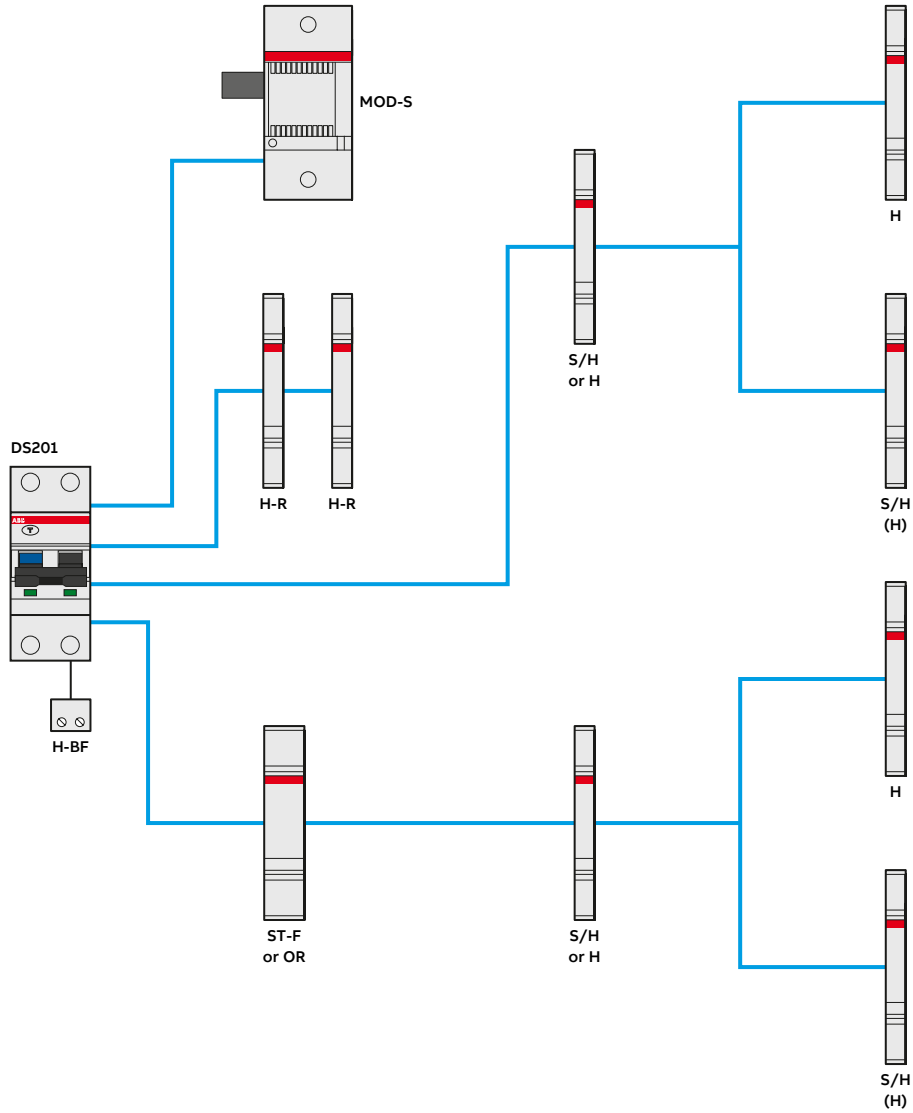 MOD-S
H
S/H
or H
H-R
H-R
S/H
(H)
DS201
ABB
T
H-BF
H
ST-F
or OR
S/H
or H
S/H
(H)